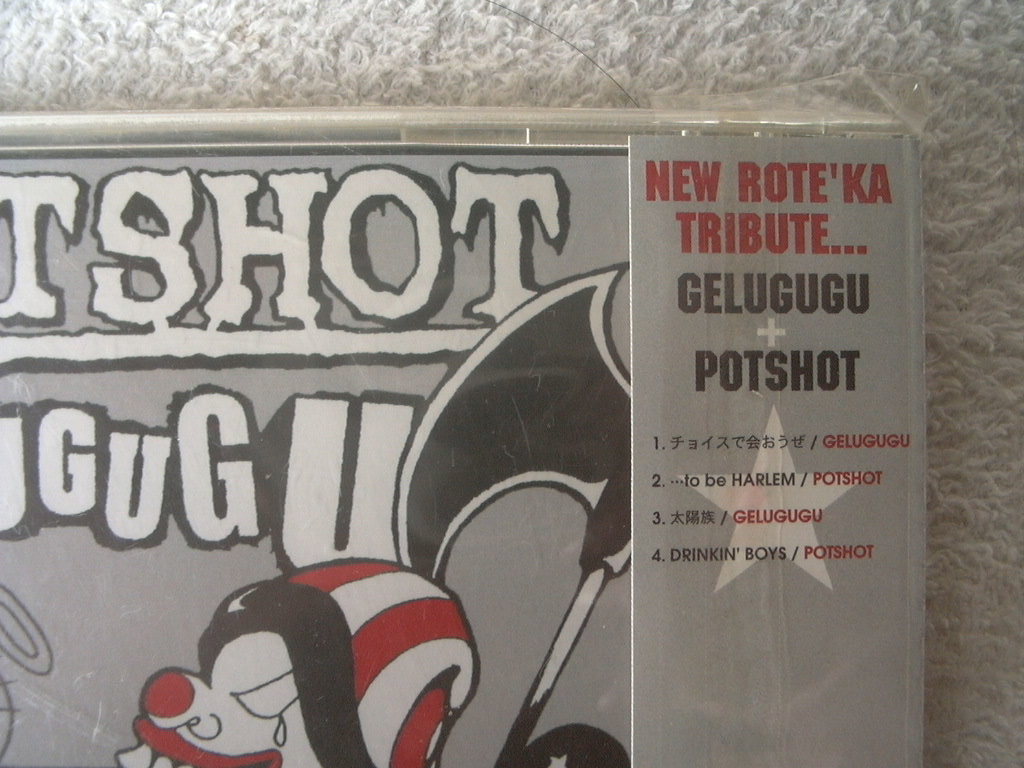 TSHOT
UGUGU
NEW ROTE'KA
TRIBUTE...
GELUGUGU
+
POTSHOT
1. チョイスで会おうぜ / GELUGUGU
2. …to be HARLEM / POTSHOT
3. 太陽族 / GELUGUGU
4. DRINKIN' BOYS / POTSHOT